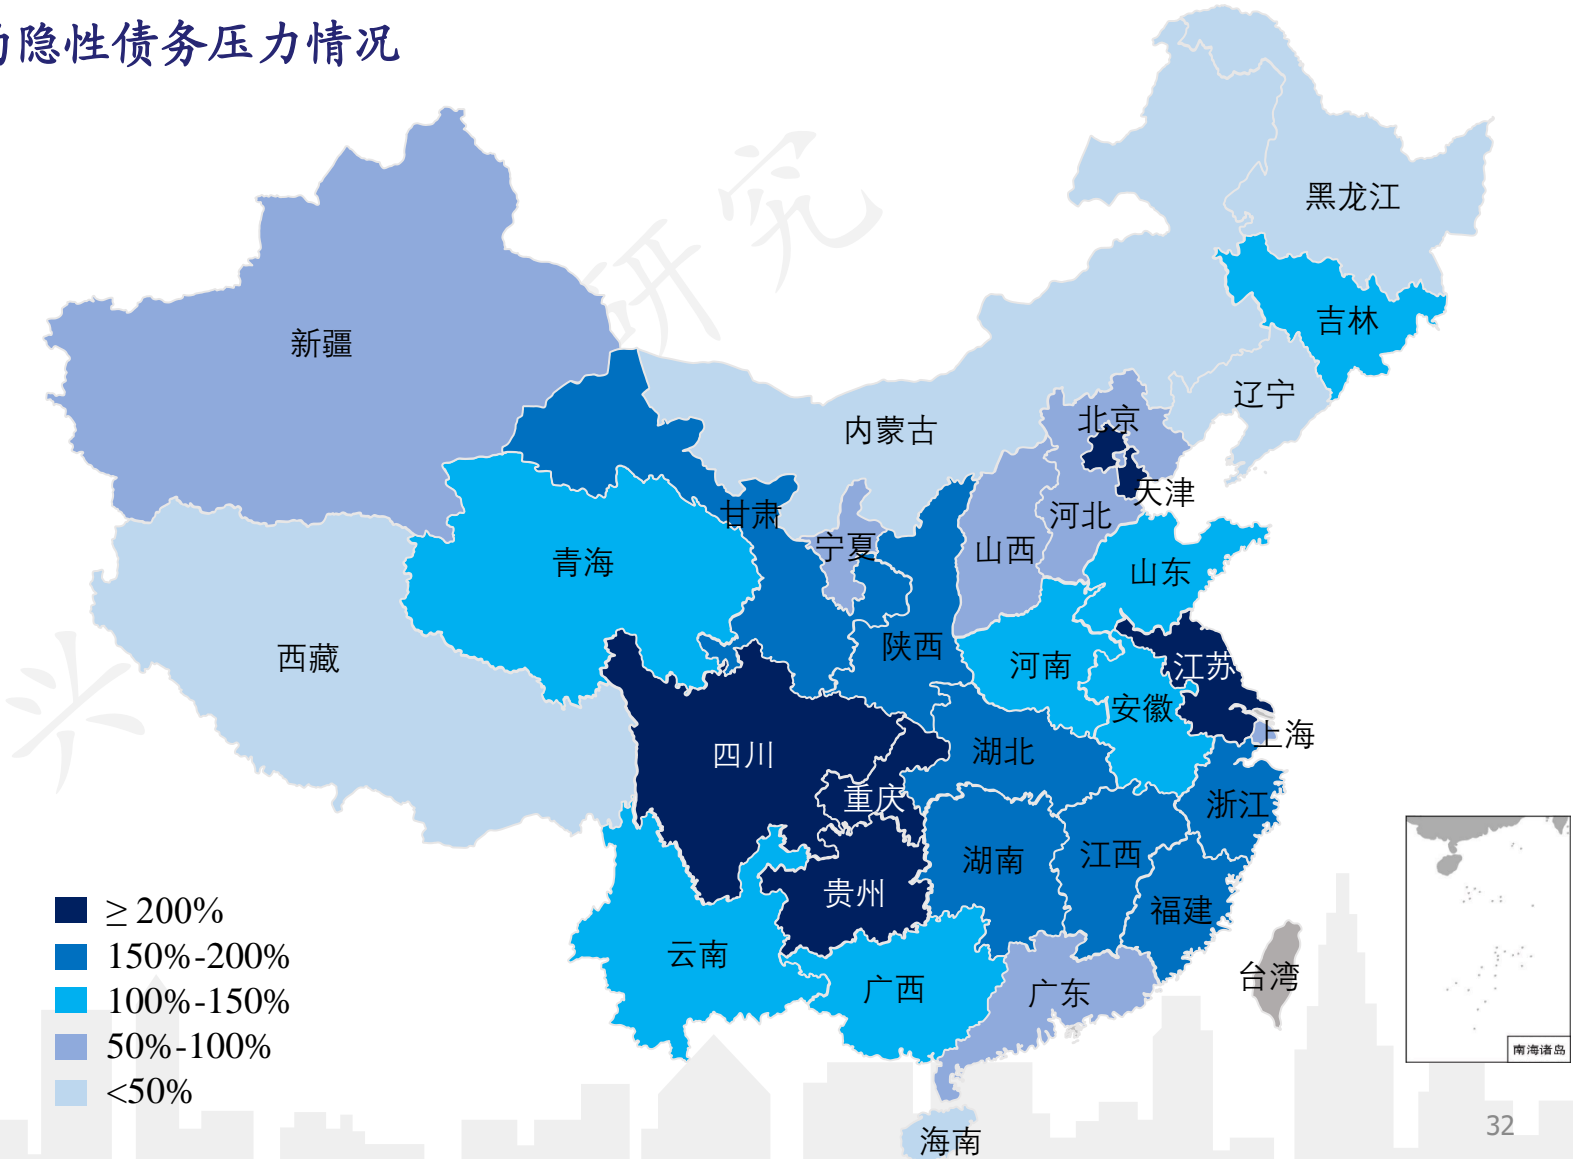 隐性债务压力情况
研究
兴
黑龙江
吉林
新疆
辽宁
北京
内蒙古
天津
甘肃
河北
宁夏
山西
青海
山东
陕西
西藏
河南
江苏
安徽
上海
四川
湖北
重庆
浙江
湖南
江西
贵州
福建
≥ 200%
云南
150%-200%
台湾
广西
广东
100%-150%
50%-100%
南海诸岛
<50%
32
海南